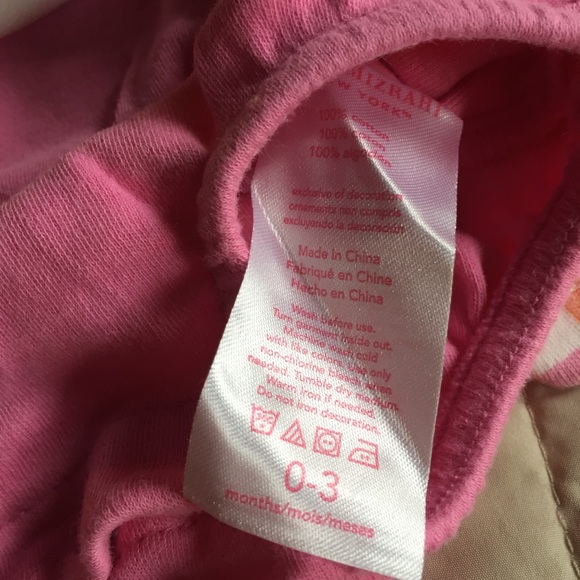 MIZRAHI
NEW YORK™
100% cotton
100% coton
100% algodón
exclusive of decoration
ornements non compris
excluyendo la decoración
Made in China
Fabriqué en Chine
Hecho en China
Wash before use.
Turn garment inside out.
Machine wash cold
with like colors. Use only
non-chlorine bleach when
needed. Tumble dry medium.
Warm iron if needed.
Do not iron decoration.
0-3
months/mois/meses